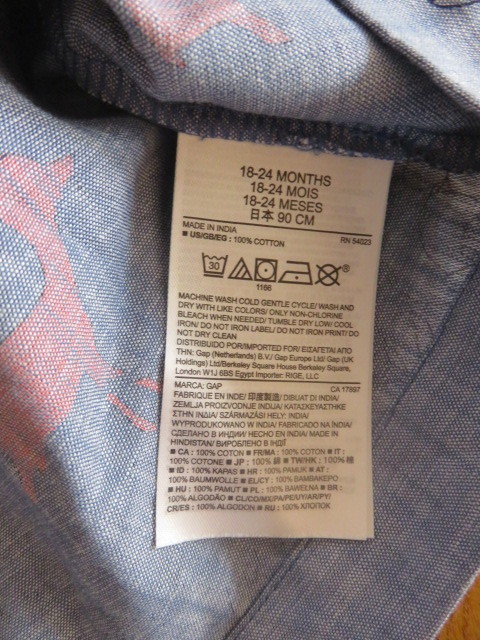 18-24 MONTHS
18-24 MOIS
18-24 MESES
日本 90 CM
MADE IN INDIA RN 54023
■ US/GB/EG : 100% COTTON
30
1166
MACHINE WASH COLD GENTLE CYCLE/ WASH AND
DRY WITH LIKE COLORS/ ONLY NON-CHLORINE
BLEACH WHEN NEEDED/ TUMBLE DRY LOW/ COOL
IRON/ DO NOT IRON LABEL/ DO NOT IRON PRINT/ DO
NOT DRY CLEAN
DISTRIBUIDO POR/IMPORTED FOR/ ΕΙΣΑΓΕΤΑΙ ΑΠΟ
ΤΗΝ: Gap (Netherlands) B.V./ Gap Europe Ltd/ Gap (UK
Holdings) Ltd/Berkeley Square House Berkeley Square,
London W1J 6BS Egypt Importer: RIGE, LLC
MARCA: GAP CA 17897
FABRIQUE EN INDE/ 印度製造/ DIBUAT DI INDIA/
ZEMLJA PROIZVODNJE INDIJA/ ΚΑΤΑΣΚΕΥΑΣΤΗΚΕ
ΣΤΗΝ ΙΝΔΙΑ/ SZÁRMAZÁSI HELY: INDIA/
WYPRODUKOWANO W INDIA/ FABRICADO NA ÍNDIA/
СДЕЛАНО В ИНДИИ/ HECHO EN INDIA/ MADE IN
HINDISTAN/ ВИРОБЛЕНО В ІНДІЇ
■ CA : 100% COTON ■ FR/MA : 100% COTON ■ IT :
100% COTONE ■ JP : 100% 綿 ■ TW/HK : 100% 棉
■ ID : 100% KAPAS ■ HR : 100% PAMUK ■ AT :
100% BAUMWOLLE ■ EL/CY : 100% ΒΑΜΒΑΚΕΡΟ
■ HU : 100% PAMUT ■ PL : 100% BAWEŁNA ■ BR :
100% ALGODÃO ■ CL/CO/MX/PA/PE/UY/AR/PY/
CR/ES : 100% ALGODÓN ■ RU : 100% ХЛОПОК